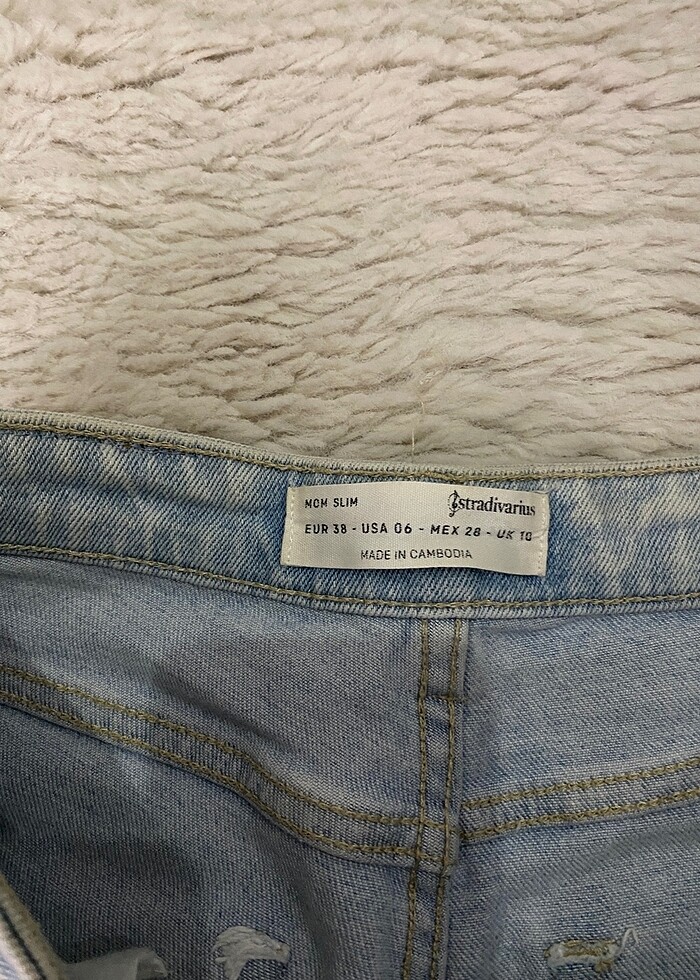 MOM SLIM stradivarius
EUR 38 - USA 06 - MEX 28 - UK 10
MADE IN CAMBODIA